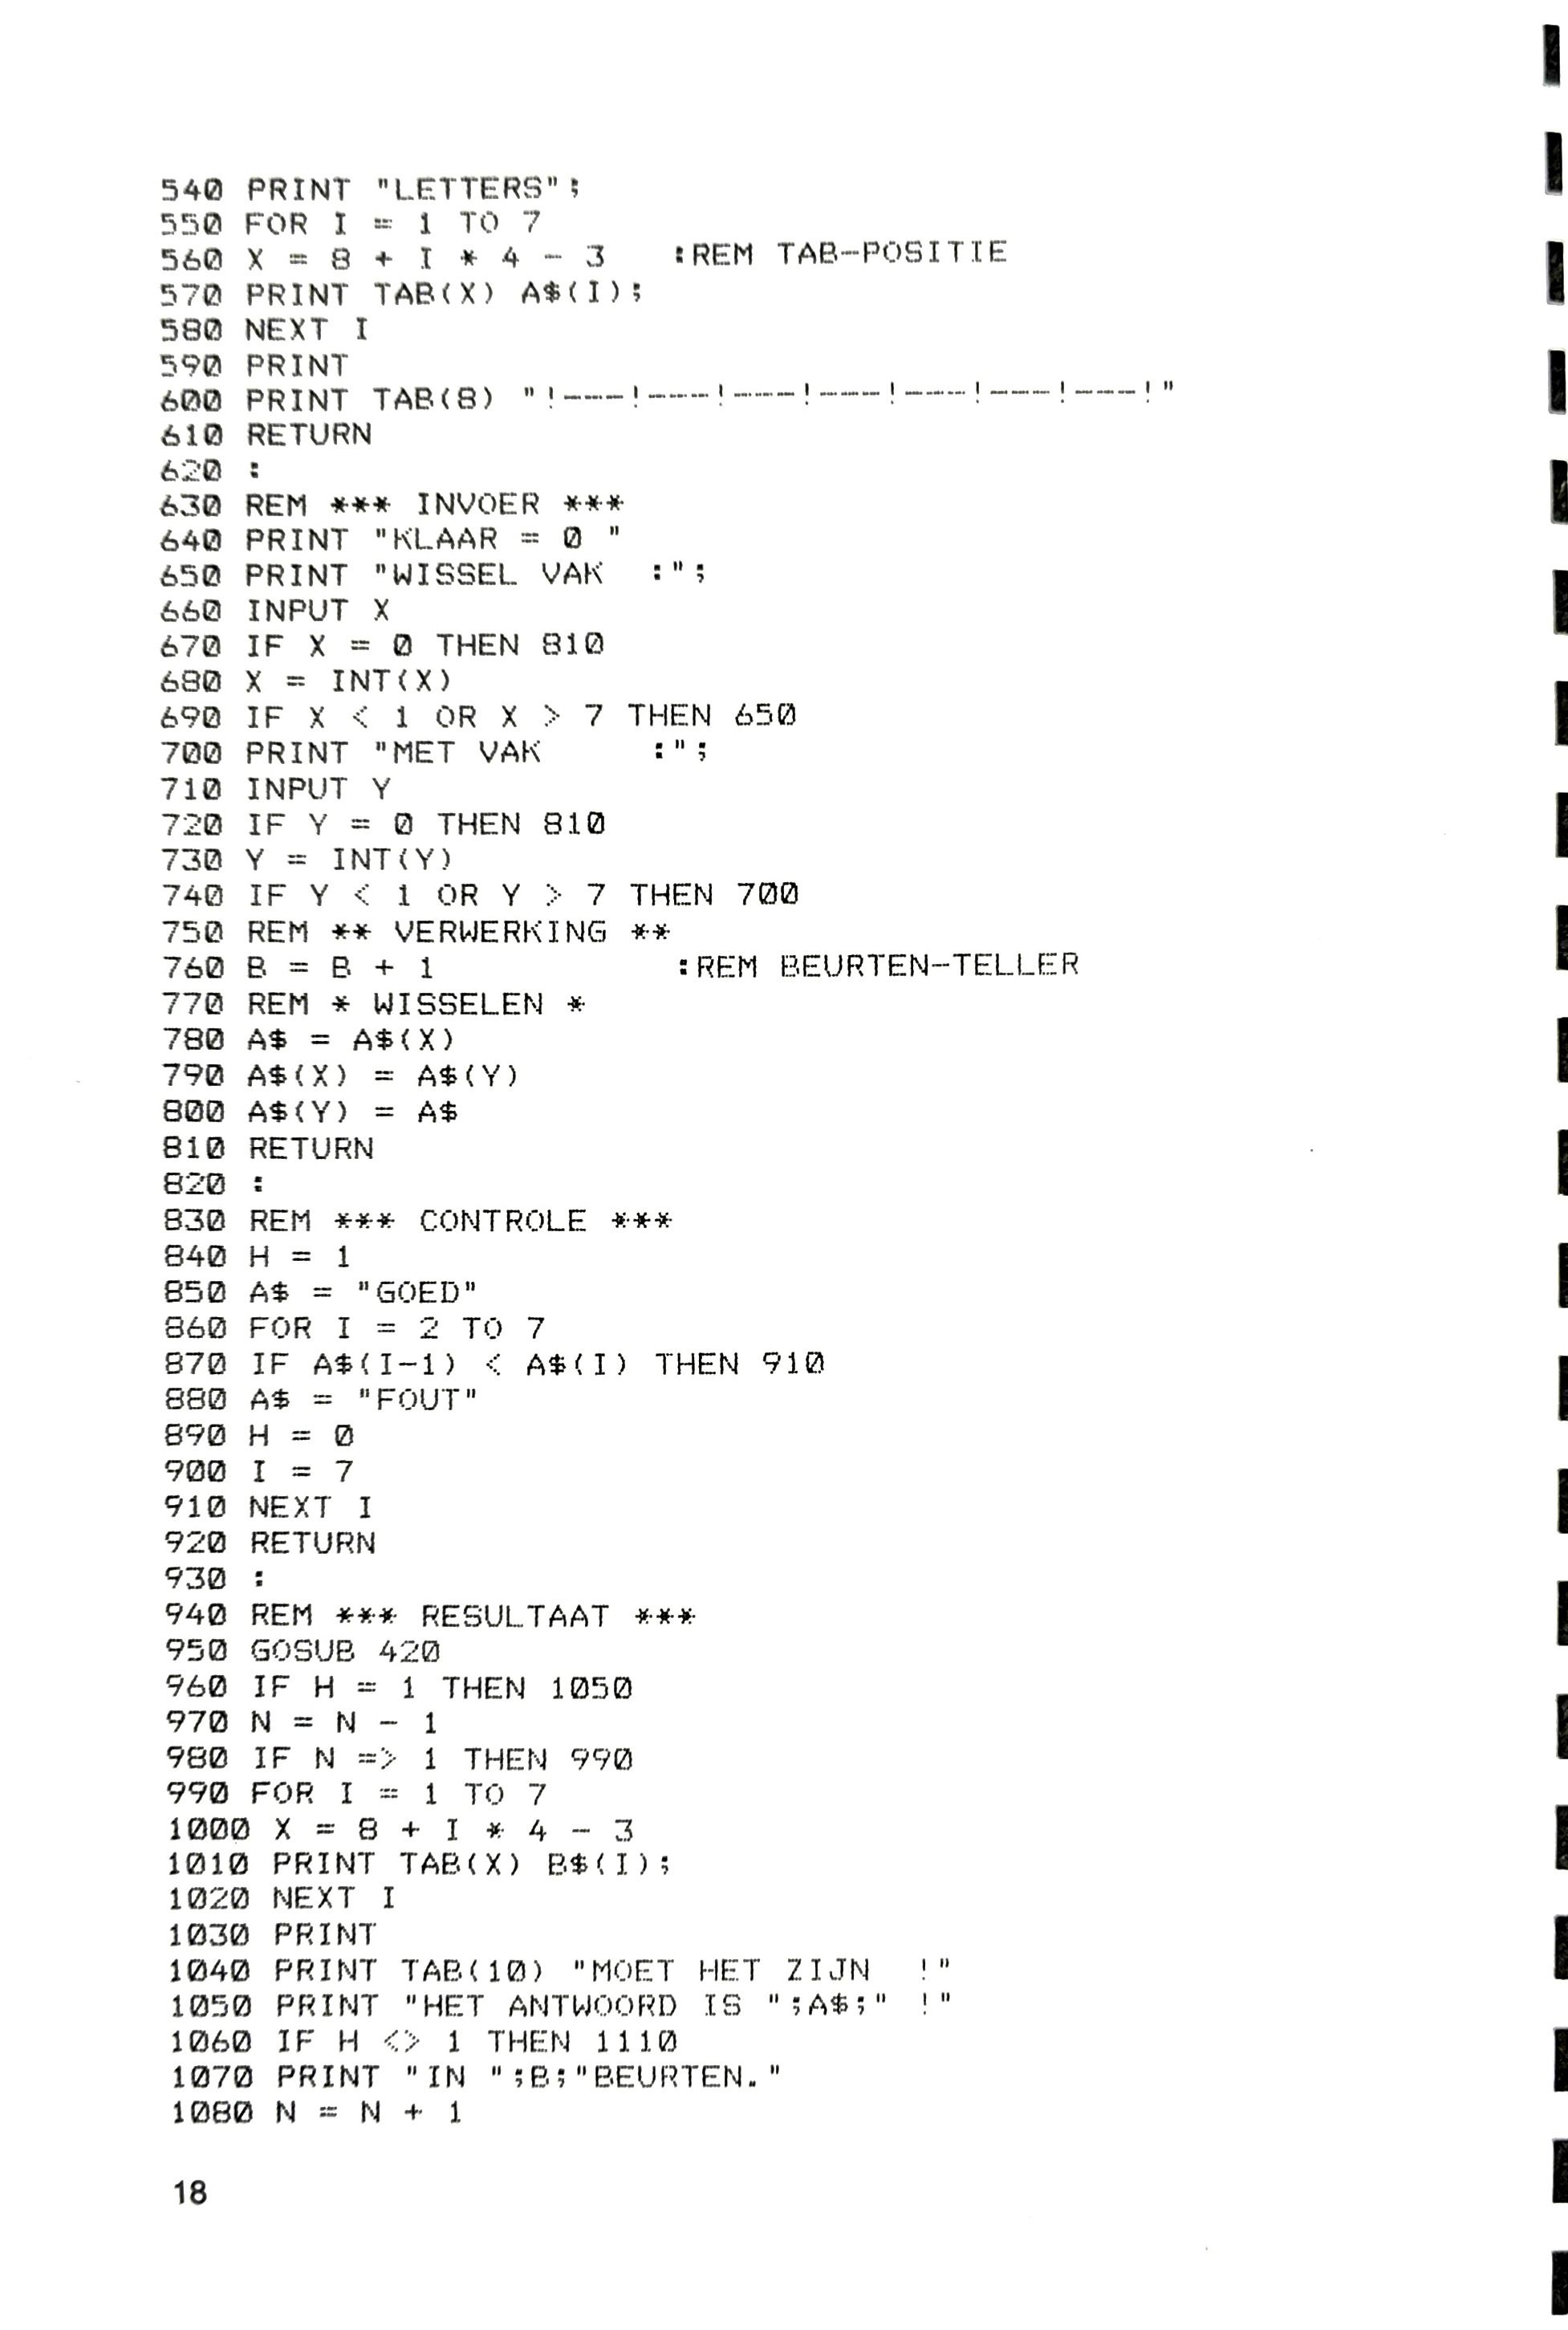 540 PRINT "LETTERS";
550 FOR I = 1 TO 7
560 X = 8 + I * 4 - 3   :REM TAB-POSITIE
570 PRINT TAB(X) A$(I);
580 NEXT I
590 PRINT
600 PRINT TAB(8) "!---!---!---!---!---!---!---!"
610 RETURN
620 :
630 REM *** INVOER ***
640 PRINT "KLAAR = 0 "
650 PRINT "WISSEL VAK  :";
660 INPUT X
670 IF X = 0 THEN 810
680 X = INT(X)
690 IF X < 1 OR X > 7 THEN 650
700 PRINT "MET VAK     :";
710 INPUT Y
720 IF Y = 0 THEN 810
730 Y = INT(Y)
740 IF Y < 1 OR Y > 7 THEN 700
750 REM ** VERWERKING **
760 B = B + 1           :REM BEURTEN-TELLER
770 REM * WISSELEN *
780 A$ = A$(X)
790 A$(X) = A$(Y)
800 A$(Y) = A$
810 RETURN
820 :
830 REM *** CONTROLE ***
840 H = 1
850 A$ = "GOED"
860 FOR I = 2 TO 7
870 IF A$(I-1) < A$(I) THEN 910
880 A$ = "FOUT"
890 H = 0
900 I = 7
910 NEXT I
920 RETURN
930 :
940 REM *** RESULTAAT ***
950 GOSUB 420
960 IF H = 1 THEN 1050
970 N = N - 1
980 IF N => 1 THEN 990
990 FOR I = 1 TO 7
1000 X = 8 + I * 4 - 3
1010 PRINT TAB(X) B$(I);
1020 NEXT I
1030 PRINT
1040 PRINT TAB(10) "MOET HET ZIJN  !"
1050 PRINT "HET ANTWOORD IS ";A$;" !"
1060 IF H <> 1 THEN 1110
1070 PRINT "IN ";B;"BEURTEN."
1080 N = N + 1
18